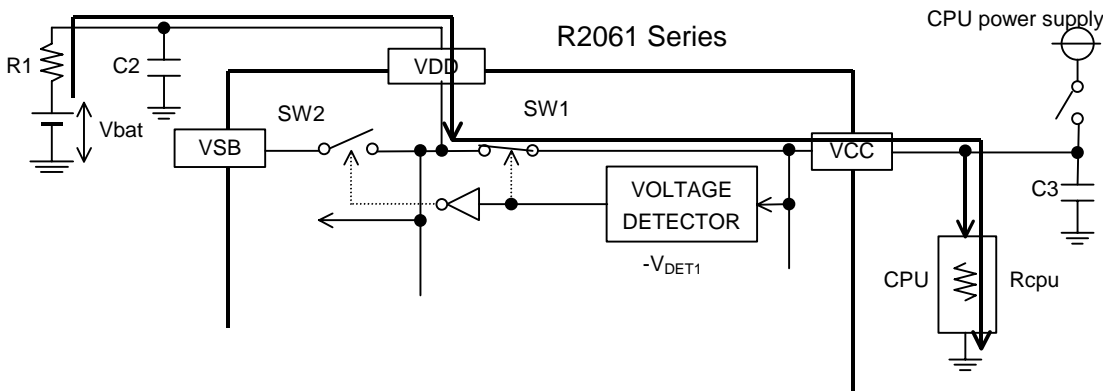 CPU power supply
R2061 Series
R1
C2
VDD
SW1
SW2
Vbat
VSB
VCC
VOLTAGE
DETECTOR
C3
-VDET1
CPU
Rcpu